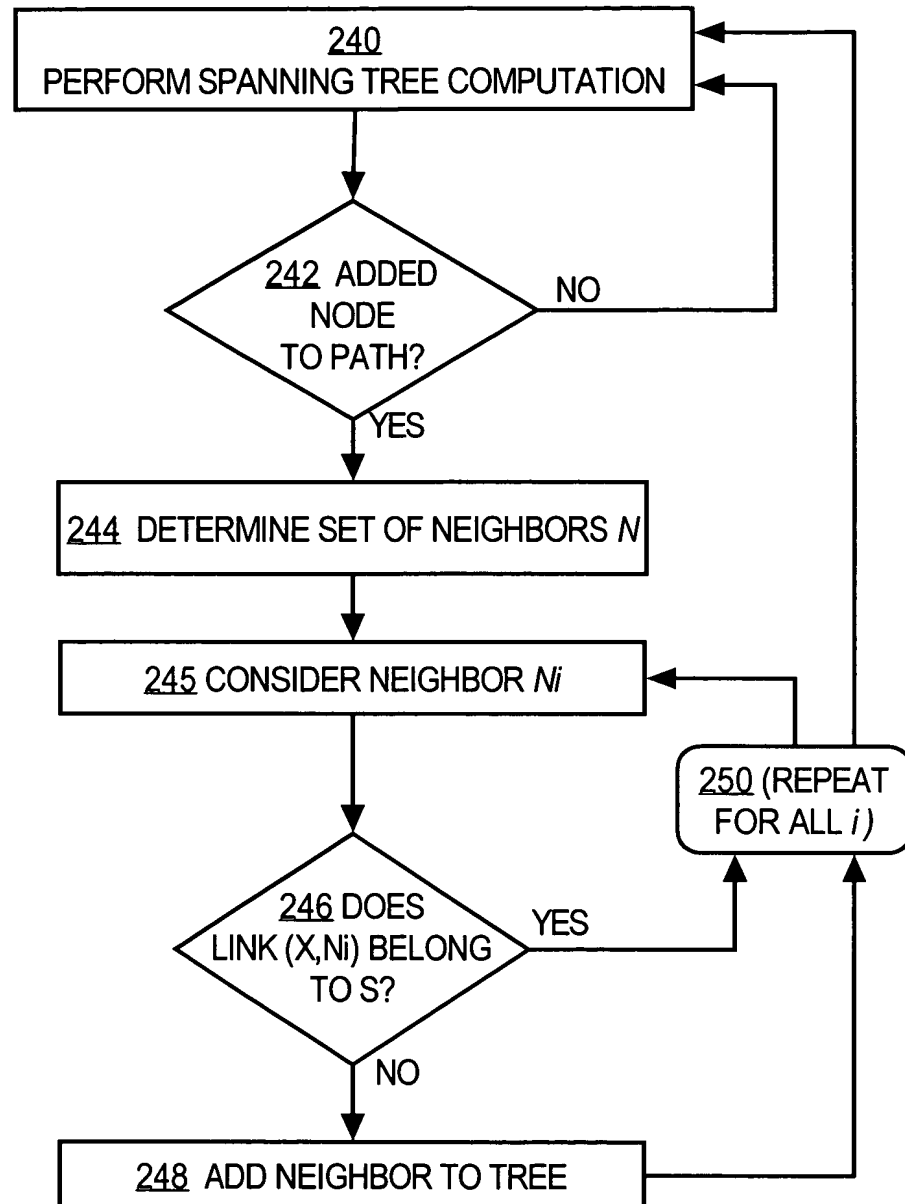 240
PERFORM SPANNING TREE COMPUTATION
242 ADDED
NODE
TO PATH?
NO
YES
244 DETERMINE SET OF NEIGHBORS N
245 CONSIDER NEIGHBOR Ni
250 (REPEAT
FOR ALL i)
246 DOES
LINK (X,Ni) BELONG
TO S?
YES
NO
248 ADD NEIGHBOR TO TREE